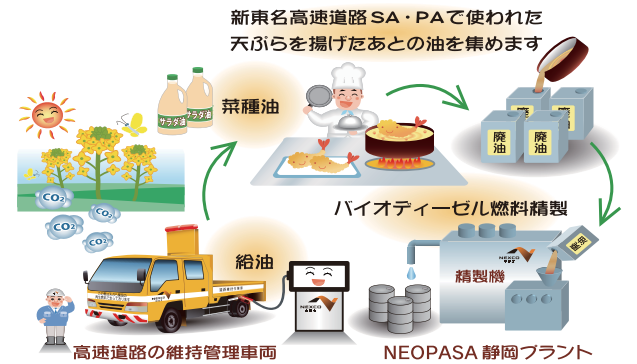 新東名高速道路SA・PAで使われた
天ぷらを揚げたあとの油を集めます
菜種油
サラダ油
サラダ油
廃油
廃油
廃油
バイオディーゼル燃料精製
CO2
CO2
CO2
CO2
給油
NEXCO
NEXCO
精製機
廃油
高速道路の維持管理車両
NEOPASA 静岡プラント